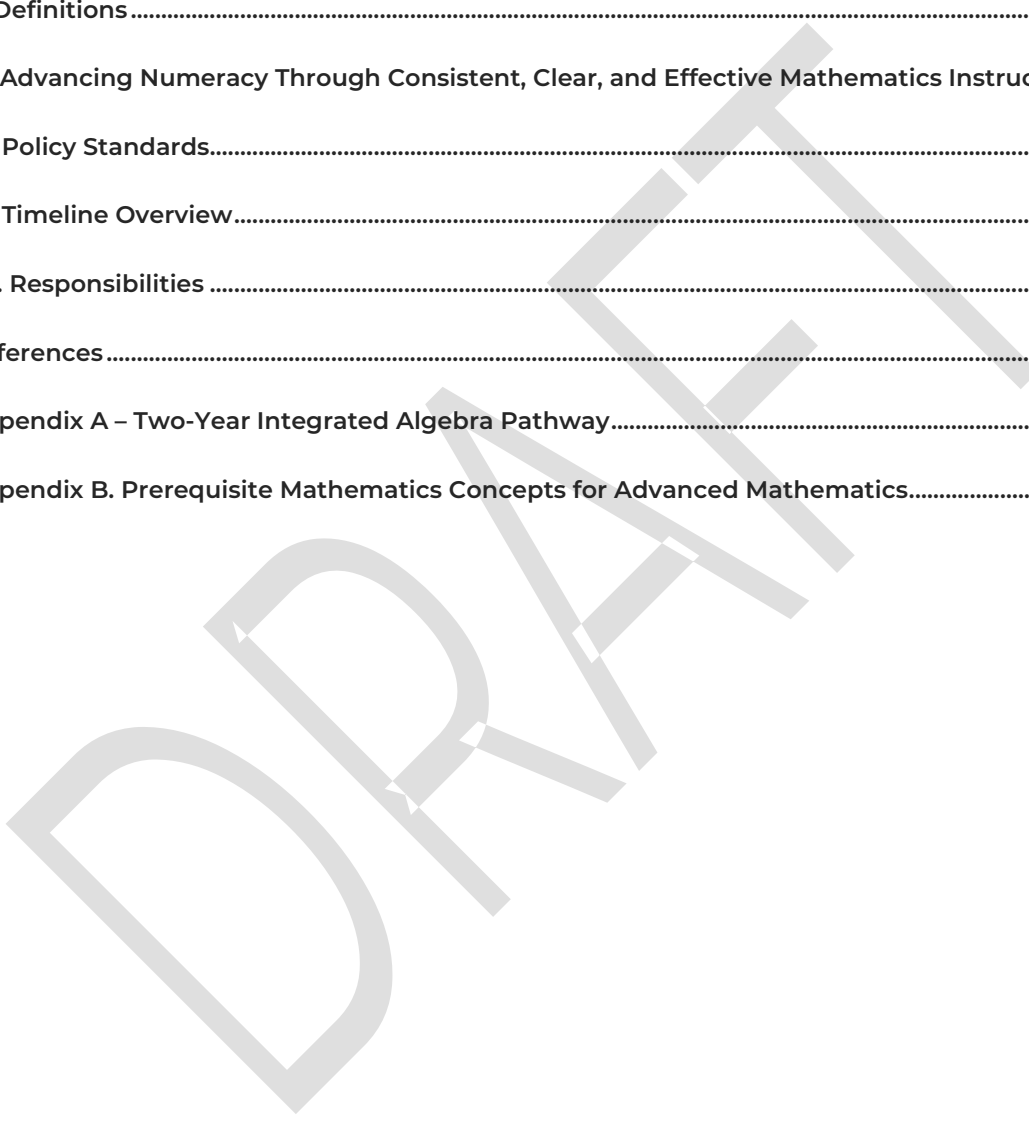 Definitions
Advancing Numeracy Through Consistent, Clear, and Effective Mathematics Instruc
Policy Standards
Timeline Overview
. Responsibilities
ferences
pendix A – Two-Year Integrated Algebra Pathway
pendix B. Prerequisite Mathematics Concepts for Advanced Mathematics
DRAFT